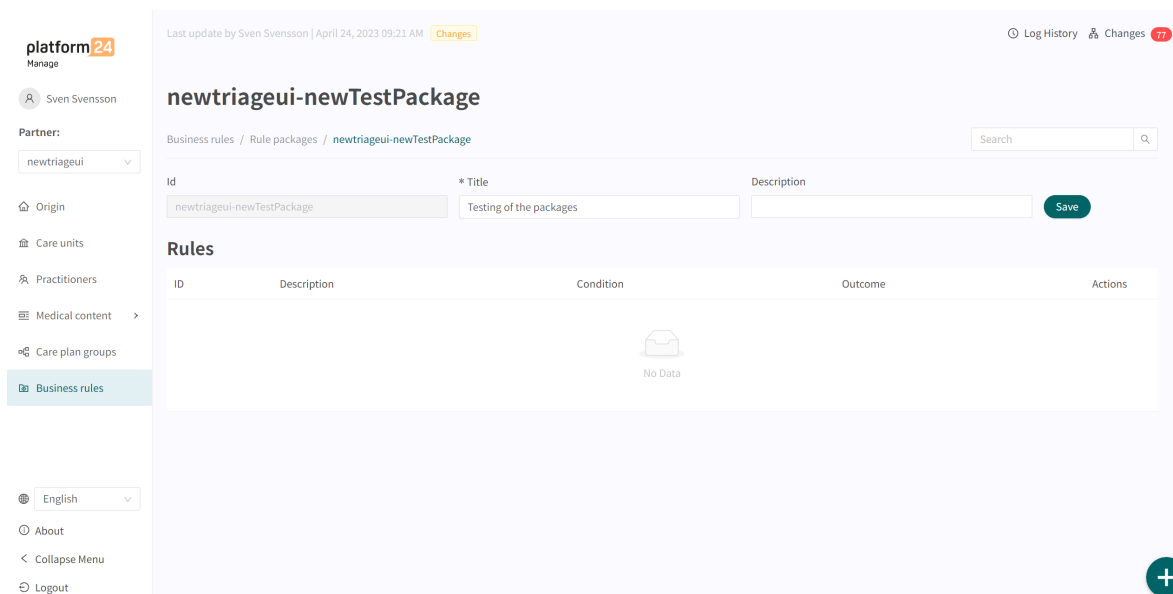 platform24
Manage
Sven Svensson
Partner:
newtriageui
Origin
Care units
Practitioners
Medical content
Care plan groups
Business rules
English
About
Collapse Menu
Logout
Last update by Sven Svensson | April 24, 2023 09:21 AM Changes
Log History Changes 77
newtriageui-newTestPackage
Business rules / Rule packages / newtriageui-newTestPackage
Search
Id * Title Description
newtriageui-newTestPackage Testing of the packages Save
Rules
ID Description Condition Outcome Actions
No Data